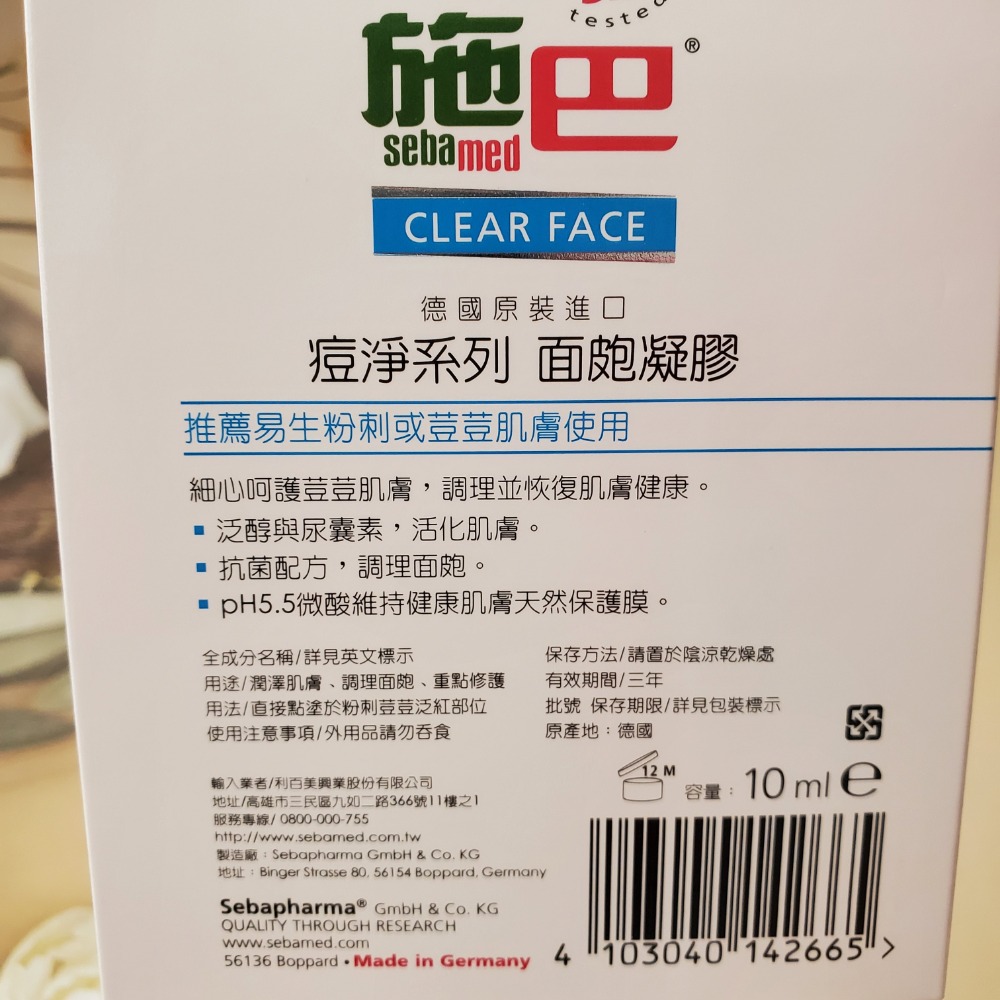 tested
施巴®
sebamed
CLEAR FACE
德國原裝進口
痘淨系列 面皰凝膠
推薦易生粉刺或荳荳肌膚使用
細心呵護荳荳肌膚，調理並恢復肌膚健康。
▪ 泛醇與尿囊素，活化肌膚。
▪ 抗菌配方，調理面皰。
▪ pH5.5微酸維持健康肌膚天然保護膜。
全成分名稱/詳見英文標示
用途/潤澤肌膚、調理面皰、重點修護
用法/直接點塗於粉刺荳荳泛紅部位
使用注意事項/外用品請勿吞食
保存方法/請置於陰涼乾燥處
有效期間/三年
批號 保存期限/詳見包裝標示
原產地：德國
12 M
容量：10 ml ℮
輸入業者/利百美興業股份有限公司
地址/高雄市三民區九如二路366號11樓之1
服務專線/ 0800-000-755
http://www.sebamed.com.tw
製造廠：Sebapharma GmbH & Co. KG
地址：Binger Strasse 80, 56154 Boppard, Germany
Sebapharma® GmbH & Co. KG
QUALITY THROUGH RESEARCH
www.sebamed.com
56136 Boppard • Made in Germany
4 103040 142665 >